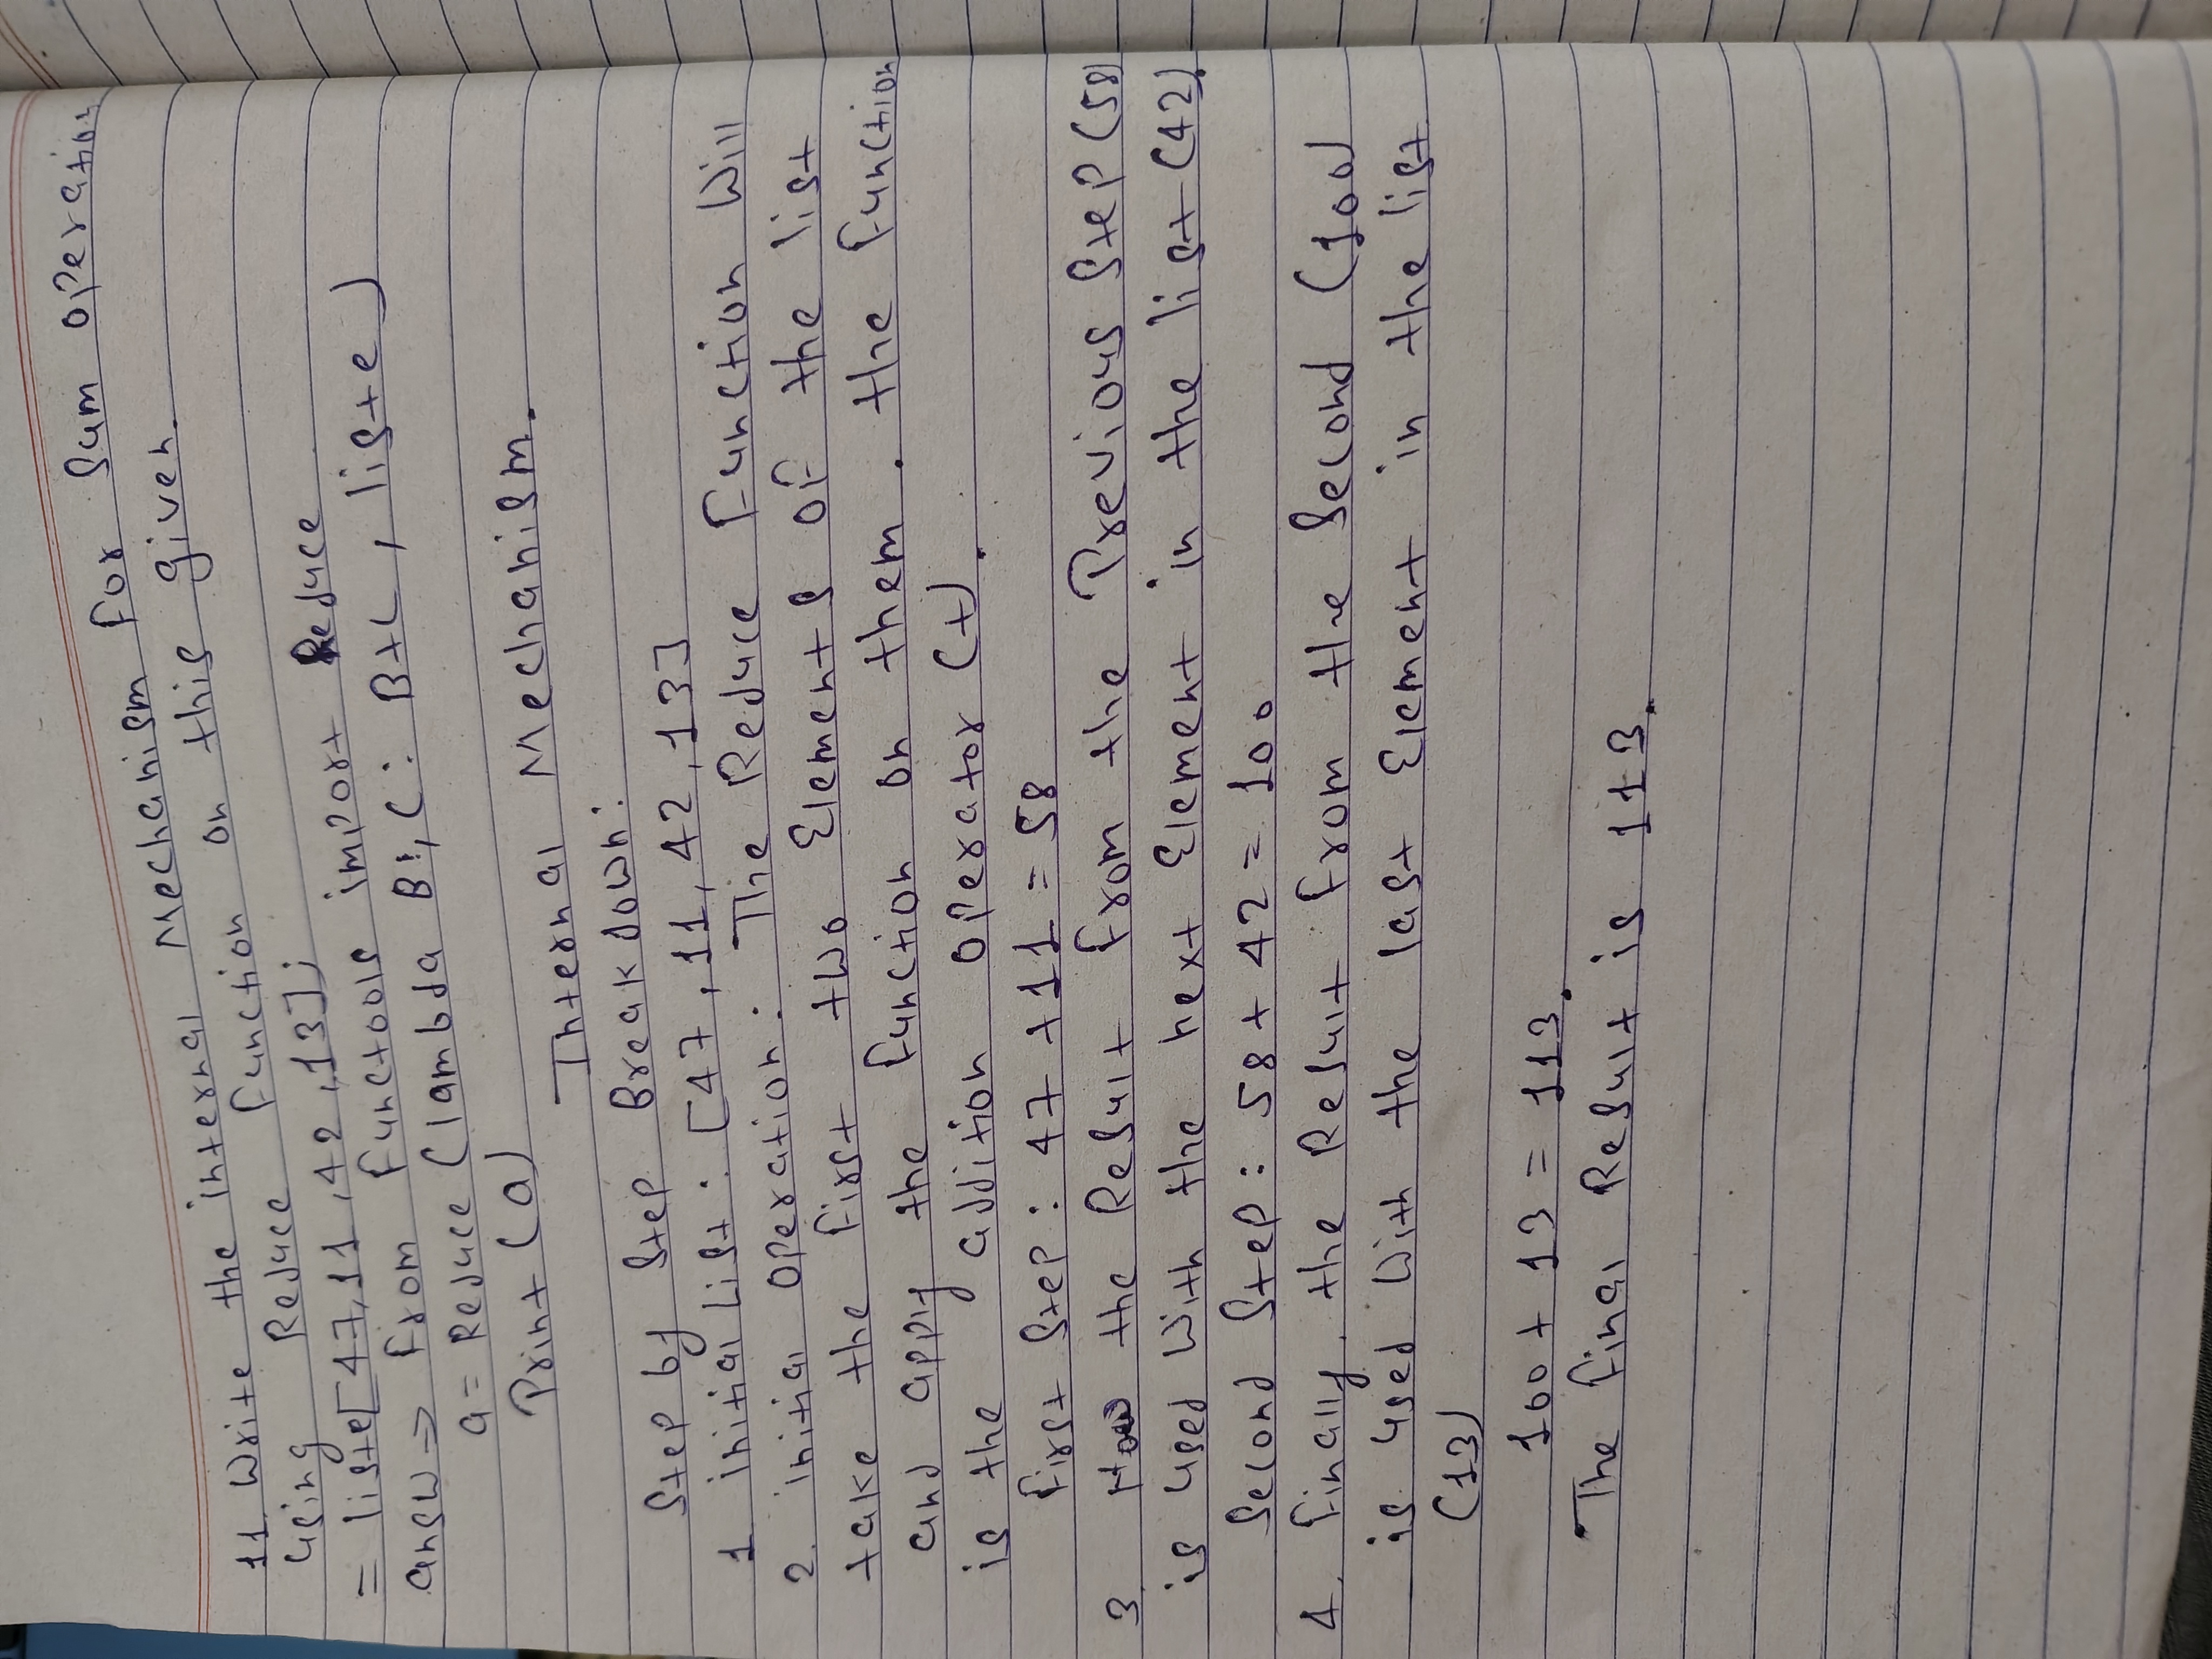 11. Write the internal Mechanism For Sum operation
using Reduce Function on this given.
= liste[47,11,42,13];
answ → From Functools import Reduce
a = Reduce (lambda B, C: B+C, liste)
Print (a)
Internal Mechanism.
Step by Step Breakdown:
1 initial List: [47, 11, 42, 13]
2. initial Operation: The Reduce Function Will
take the First two Elements of the list
and apply the Function on them. the Function
is the addition operator (+).
First Step: 47 + 11 = 58
3. Now the Result From the Previous Step (58)
is used With the next Element in the list (42).
Second Step: 58 + 42 = 100
4. Finally, the Result From the Second (100)
is used With the last Element in the list
(13)
100 + 13 = 113.
The Final Result is 113.